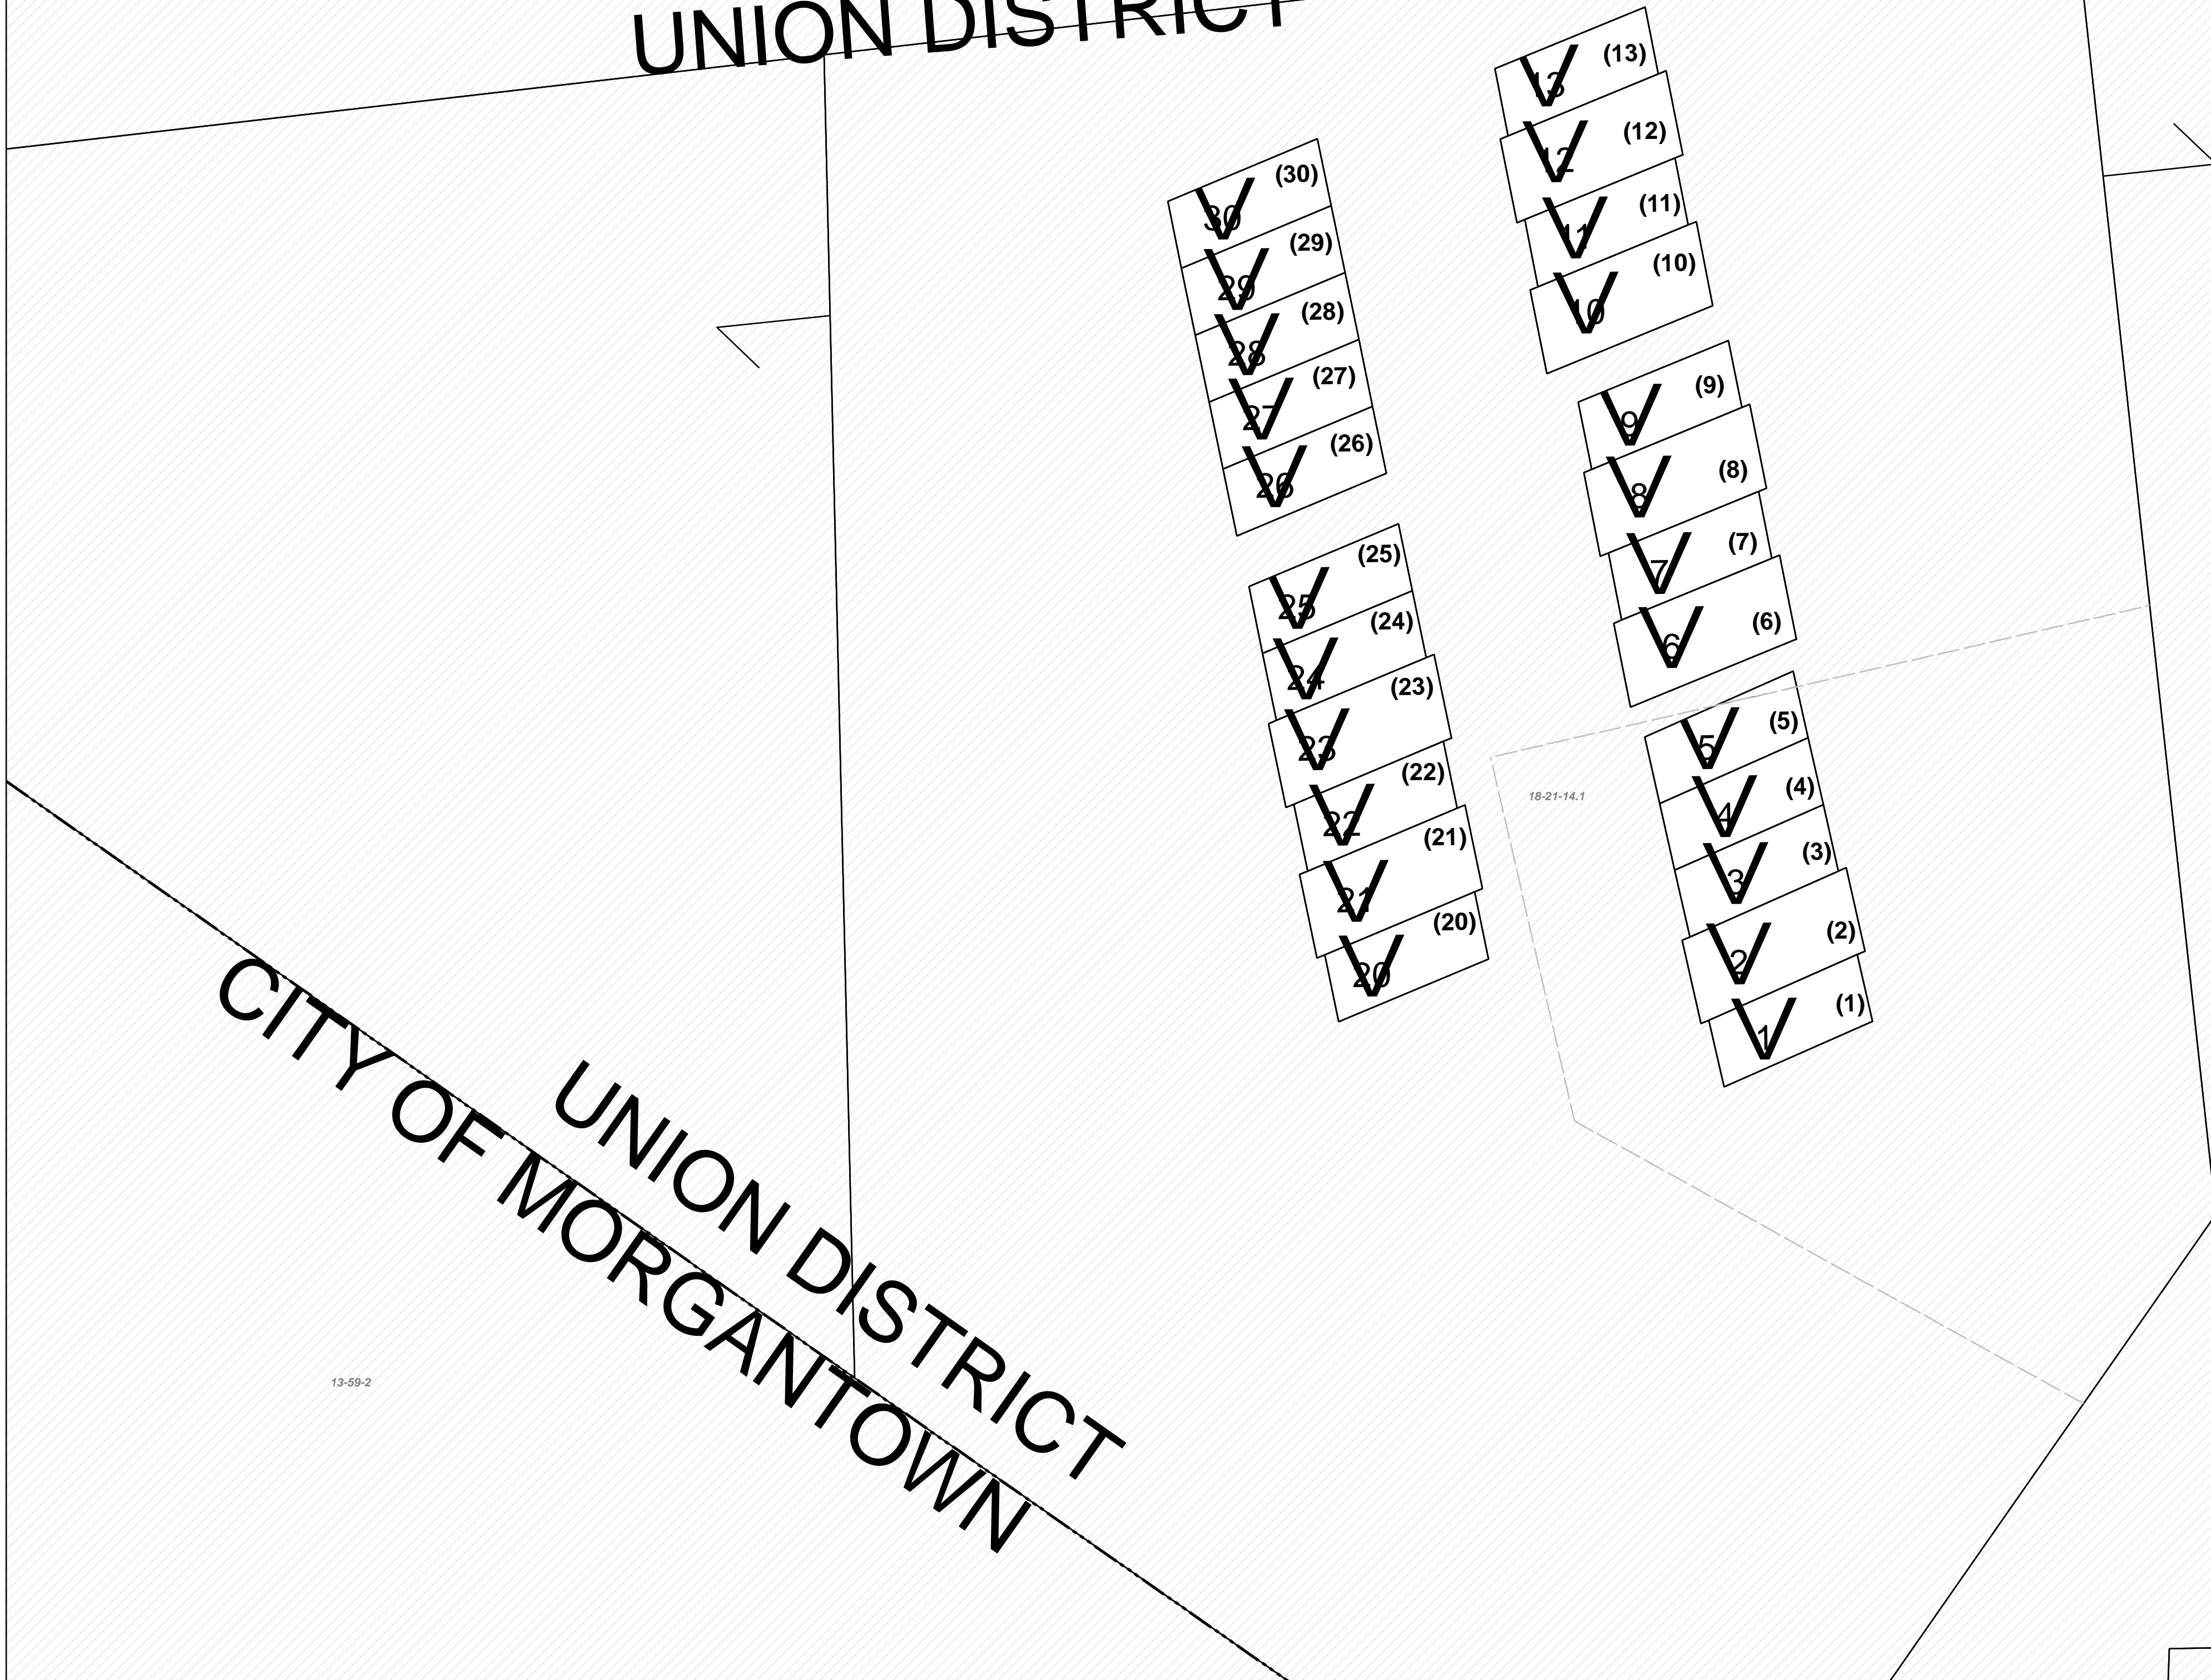 UNION DISTRICT
(13)
V
13
(12)
V
12
(11)
V
11
(10)
V
10
(30)
V
30
(29)
V
29
(28)
V
28
(27)
V
27
(26)
V
26
(9)
V
9
(8)
V
8
(7)
V
7
(6)
V
6
(25)
V
25
(24)
V
24
(23)
V
23
(22)
V
22
(21)
V
21
(20)
V
20
(5)
V
5
(4)
V
4
(3)
V
3
(2)
V
2
(1)
V
1
18-21-14.1
UNION DISTRICT
CITY OF MORGANTOWN
13-59-2